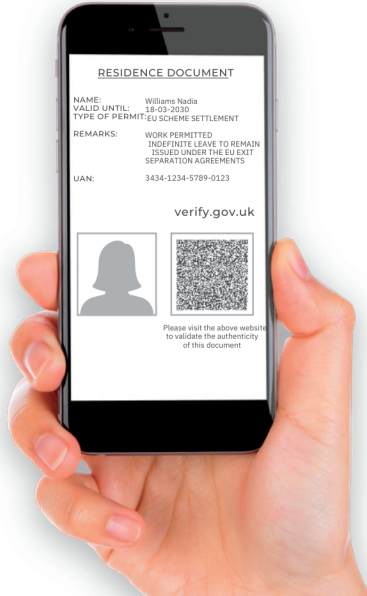 RESIDENCE DOCUMENT
NAME: Williams Nadia
VALID UNTIL: 18-03-2030
TYPE OF PERMIT: EU SCHEME SETTLEMENT
REMARKS: WORK PERMITTED
INDEFINITE LEAVE TO REMAIN
ISSUED UNDER THE EU EXIT
SEPARATION AGREEMENTS
UAN: 3434-1234-5789-0123
verify.gov.uk
Please visit the above website
to validate the authenticity
of this document